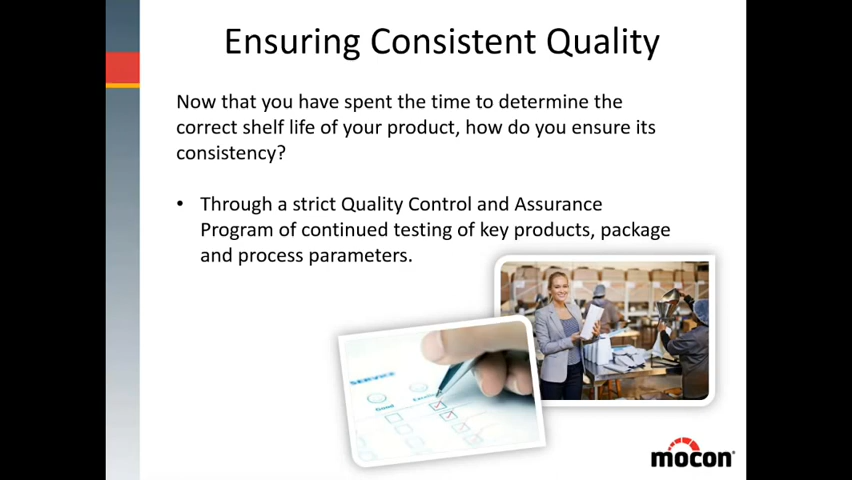 Ensuring Consistent Quality
Now that you have spent the time to determine the
correct shelf life of your product, how do you ensure its
consistency?
• Through a strict Quality Control and Assurance
Program of continued testing of key products, package
and process parameters.
SERVICE
Good
mocon®